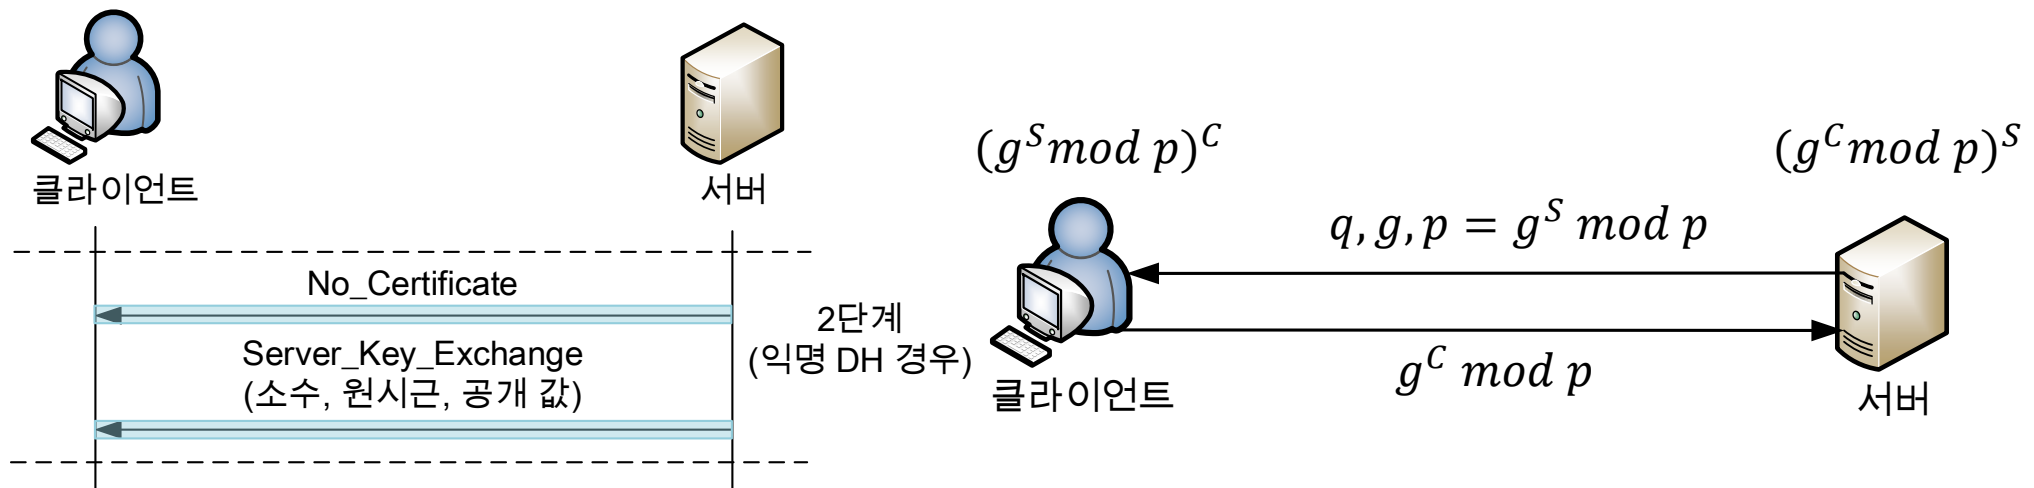 클라이언트
서버
No_Certificate
Server_Key_Exchange
(소수, 원시근, 공개 값)
2단계
(익명 DH 경우)
(g^S mod p)^C
(g^C mod p)^S
q, g, p = g^S mod p
g^C mod p
클라이언트
서버